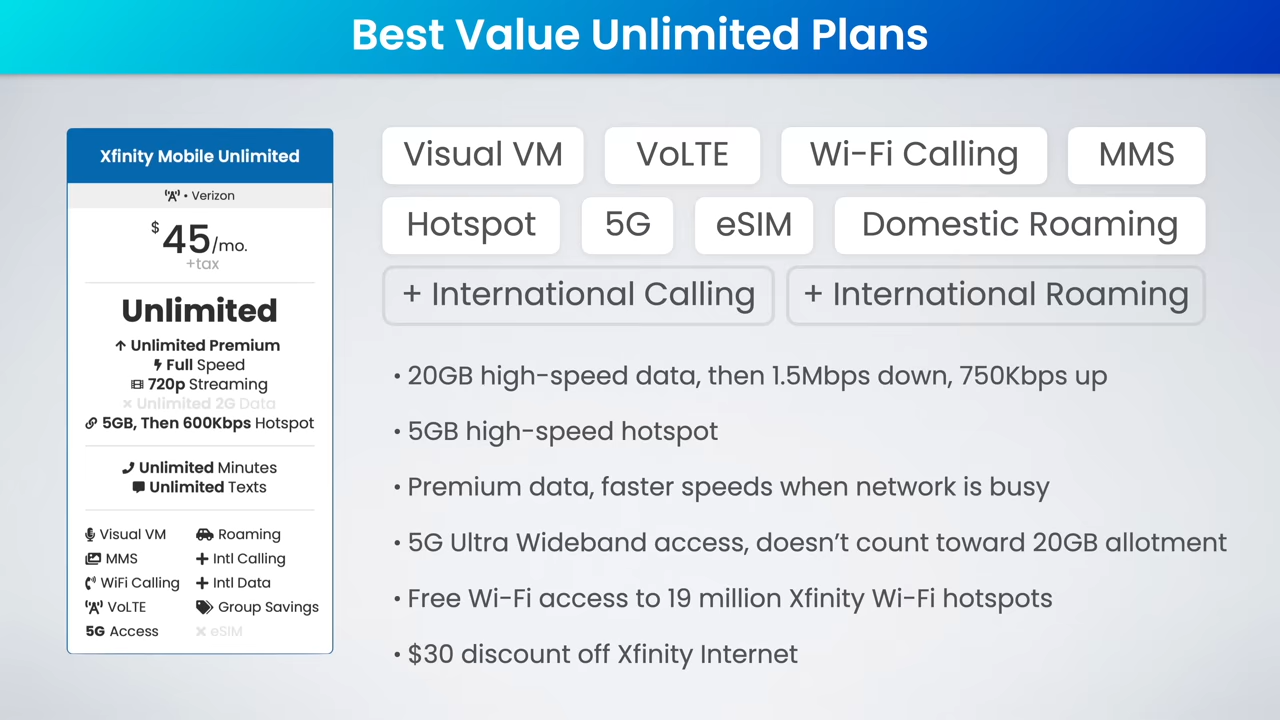 Best Value Unlimited Plans
Xfinity Mobile Unlimited
• Verizon
$45/mo.
+tax
Unlimited
Unlimited Premium
Full Speed
720p Streaming
× Unlimited 2G Data
5GB, Then 600Kbps Hotspot
Unlimited Minutes
Unlimited Texts
Visual VM Roaming
MMS + Intl Calling
WiFi Calling + Intl Data
VoLTE Group Savings
5G Access × eSIM
Visual VM VoLTE Wi-Fi Calling MMS
Hotspot 5G eSIM Domestic Roaming
+ International Calling + International Roaming
• 20GB high-speed data, then 1.5Mbps down, 750Kbps up
• 5GB high-speed hotspot
• Premium data, faster speeds when network is busy
• 5G Ultra Wideband access, doesn't count toward 20GB allotment
• Free Wi-Fi access to 19 million Xfinity Wi-Fi hotspots
• $30 discount off Xfinity Internet